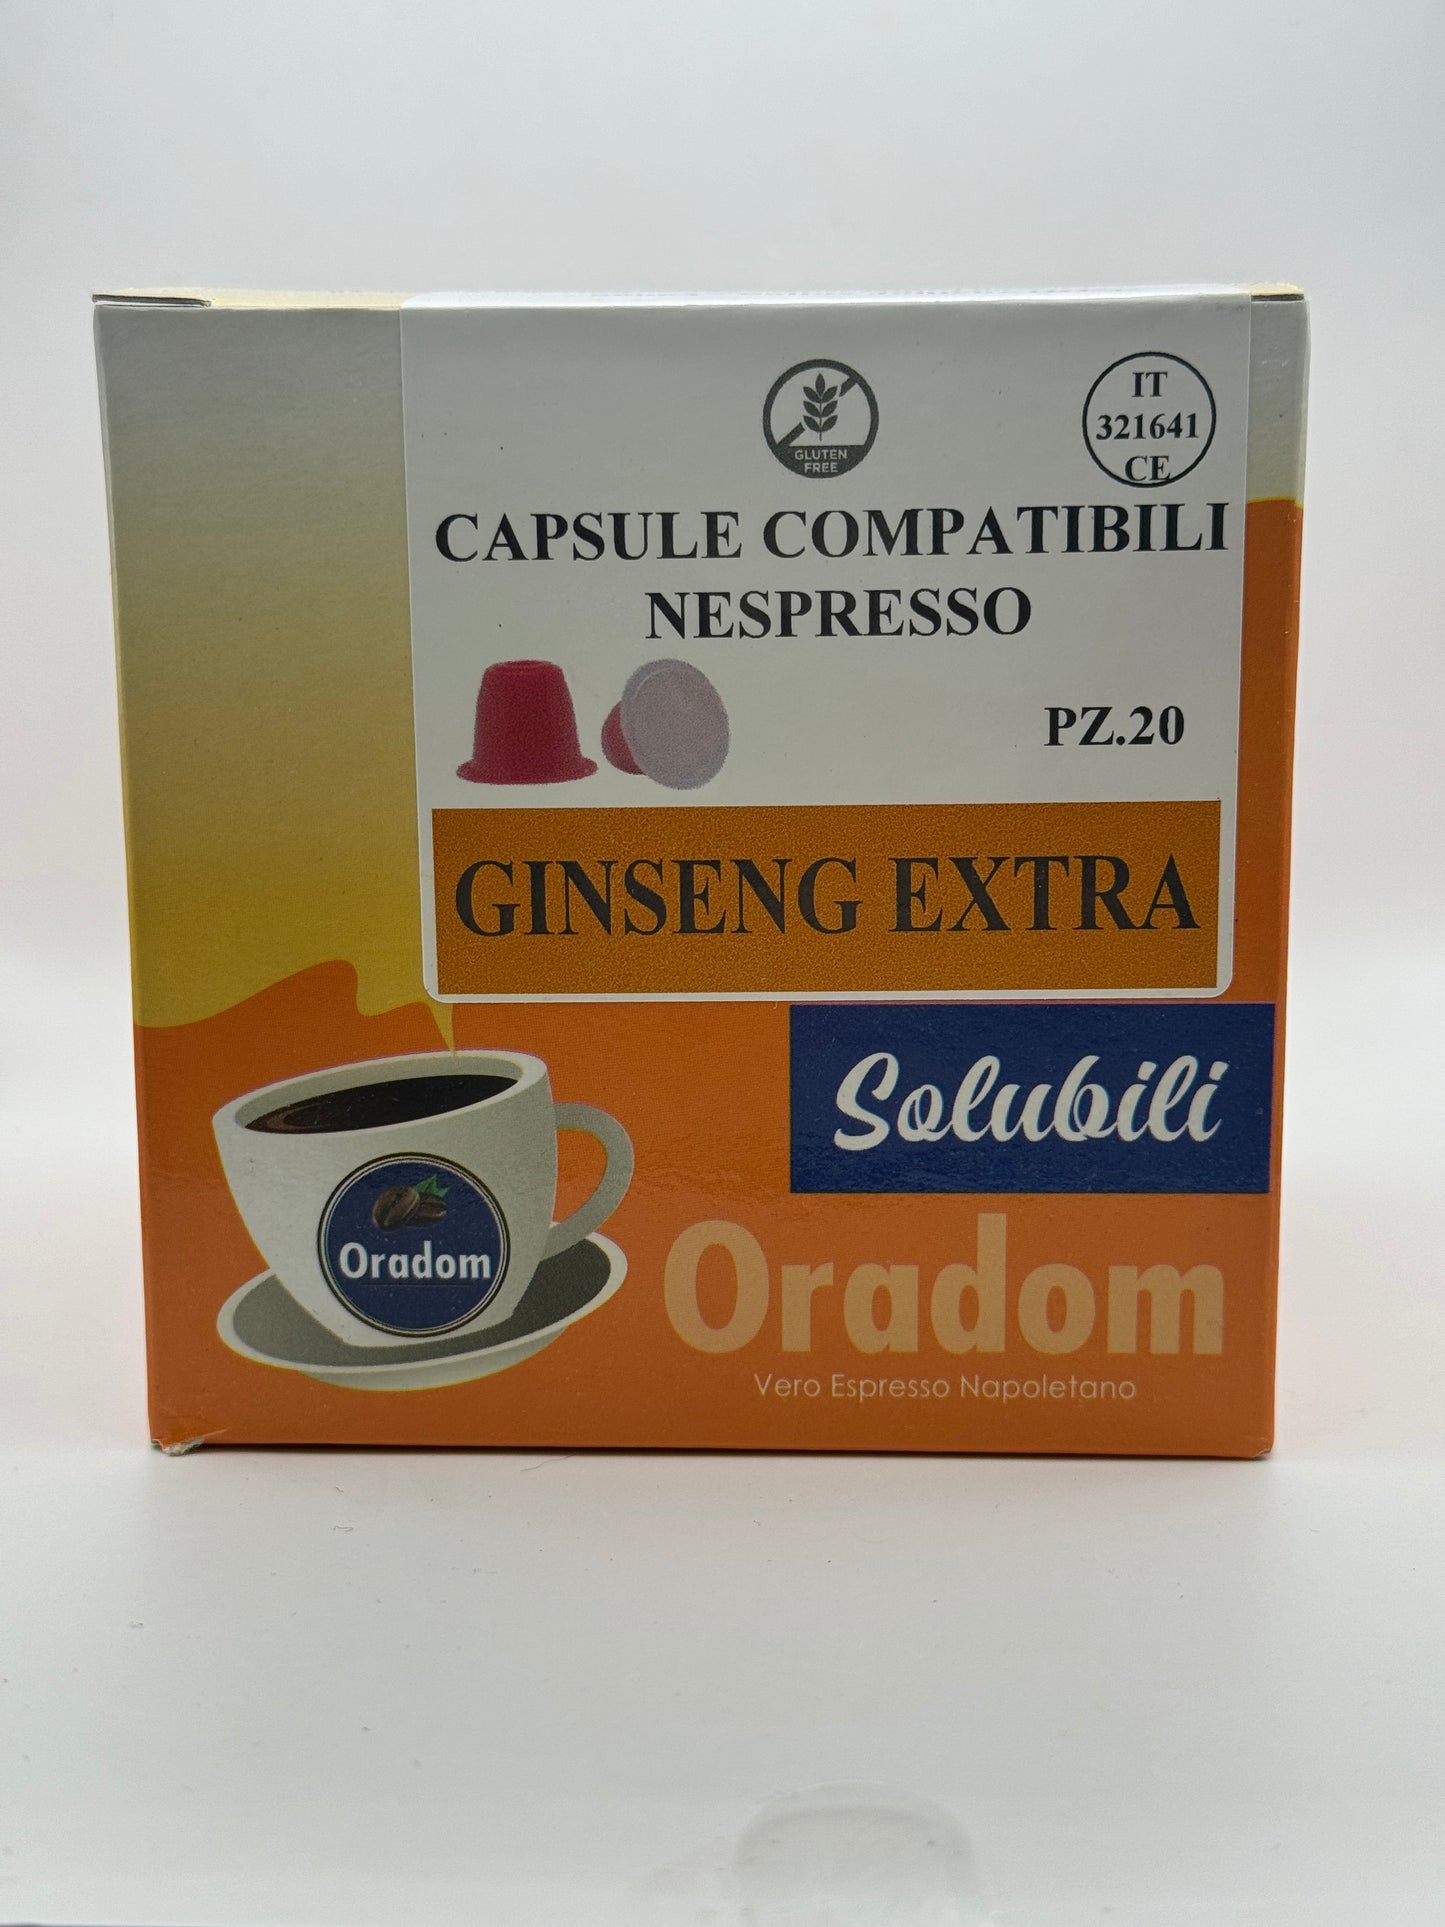 IT
321641
CE
GLUTEN
FREE
CAPSULE COMPATIBILI
NESPRESSO
PZ.20
GINSENG EXTRA
Solubili
Oradom
Oradom
Vero Espresso Napoletano